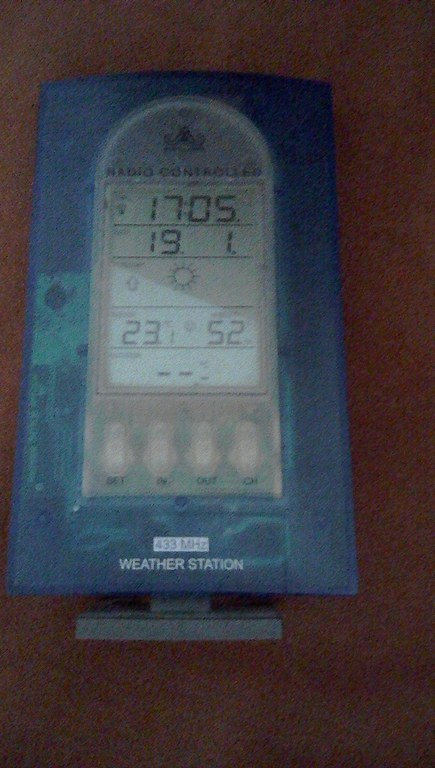 RADIO CONTROLLED
17:05
19. 1.
23.1 °C 52
--.-
SET IN. OUT CH
433 MHz
WEATHER STATION